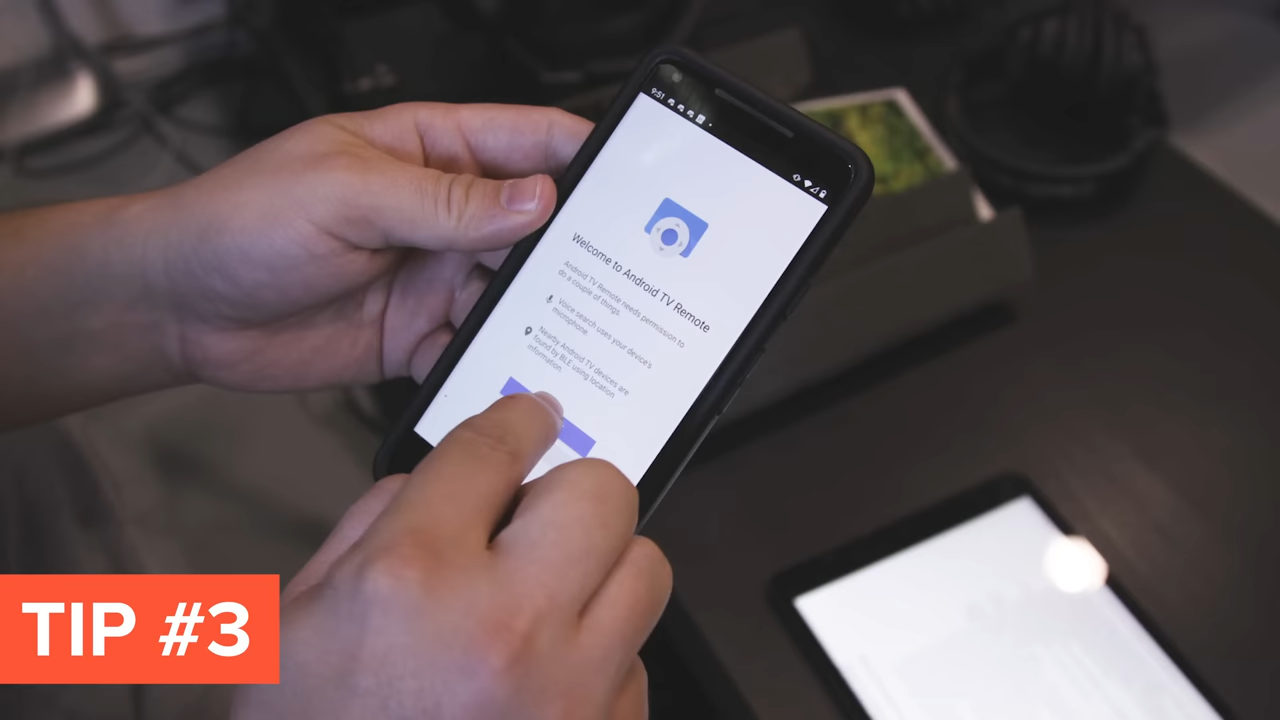 9:51
Welcome to Android TV Remote
Android TV Remote needs permission to
do a couple of things.
Voice search uses your device's
microphone
Nearby Android TV devices are
found by BLE using location
information.
TIP #3